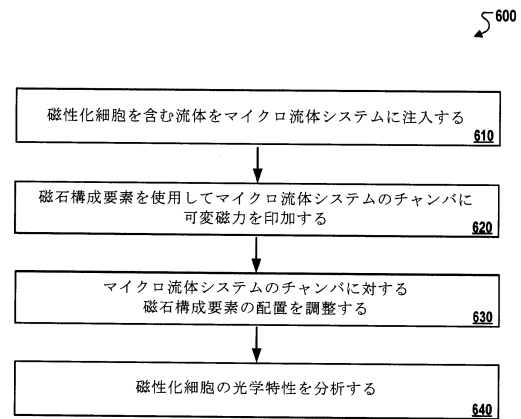 600
磁性化細胞を含む流体をマイクロ流体システムに注入する
610
磁石構成要素を使用してマイクロ流体システムのチャンバに
可変磁力を印加する
620
マイクロ流体システムのチャンバに対する
磁石構成要素の配置を調整する
630
磁性化細胞の光学特性を分析する
640